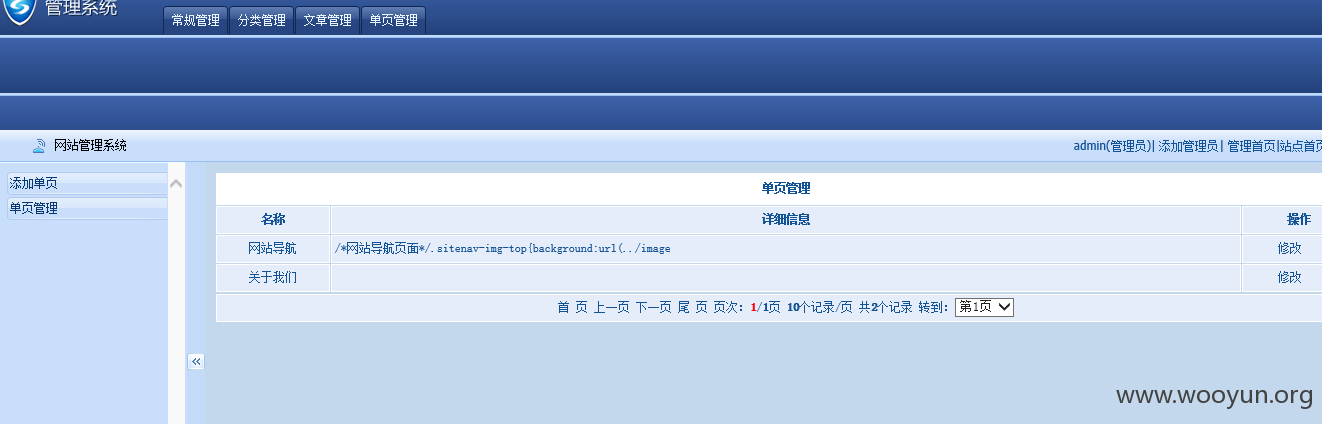 管理系统
常规管理 分类管理 文章管理 单页管理
网站管理系统 admin(管理员)| 添加管理员| 管理首页|站点首页
添加单页
单页管理
单页管理
名称 详细信息 操作
网站导航 /*网站导航页面*/.sitenav-img-top{background:url(../image 修改
关于我们 修改
首 页 上一页 下一页 尾 页 页次：1/1页 10个记录/页 共2个记录 转到：第1页
www.wooyun.org